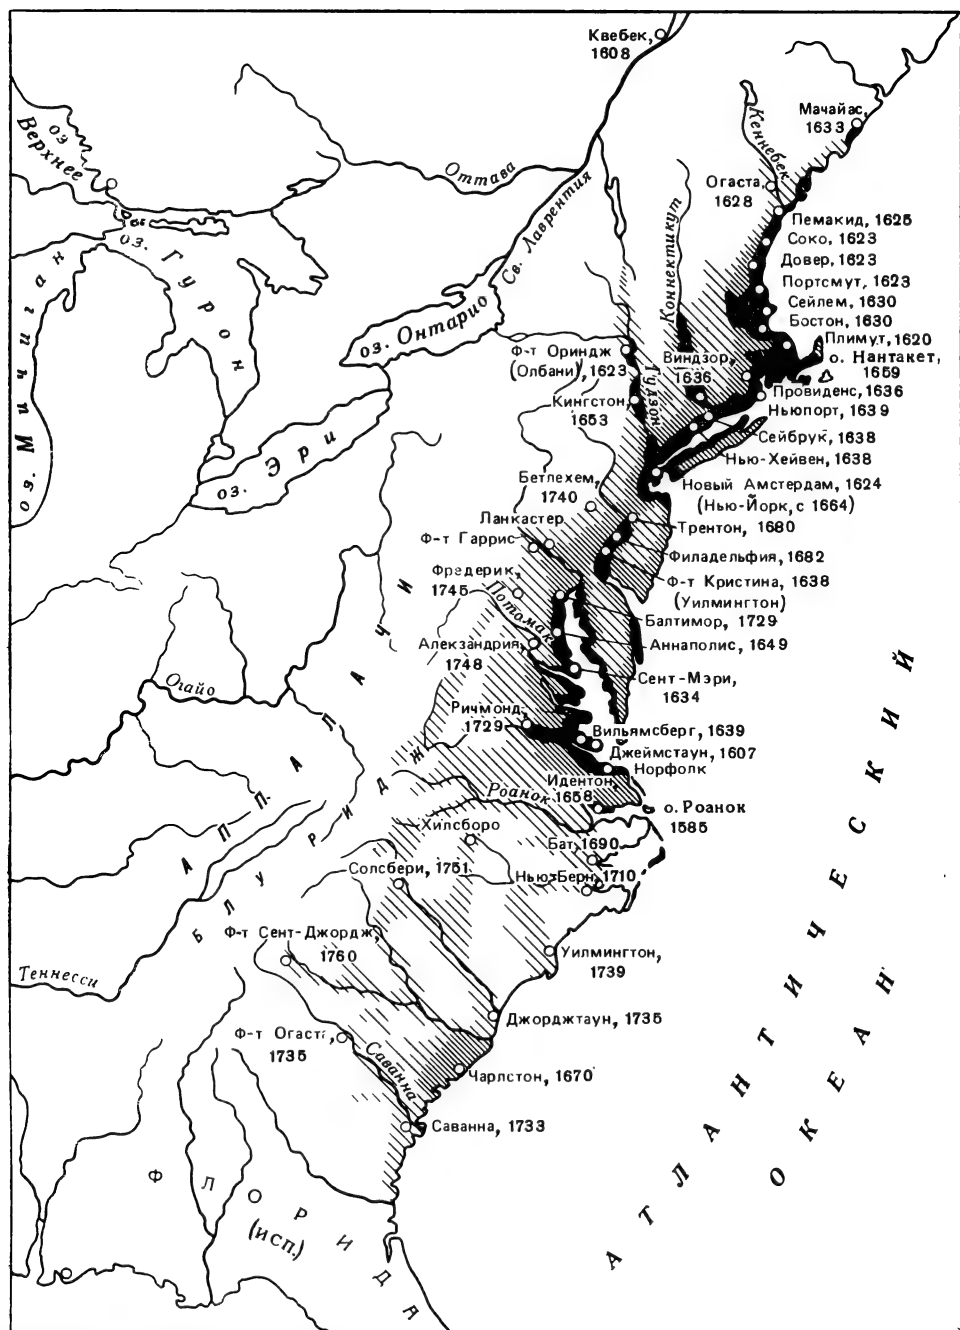 Квебек,
1608
оз
Верхнее
Мачайас,
1633
Кеннебек
Оттава
Огаста,
1628
Св. Лаврентия
Коннектикут
Пемакид, 1625
Соко, 1623
Довер, 1623
Портсмут, 1623
Сейлем, 1630
Бостон, 1630
Плимут, 1620
о. Нантакет,
1659
оз. Гурон
оз. Мичиган
оз. Онтарио
Ф-т Ориндж
(Олбани), 1623
Виндзор,
1636
Гудзон
Провиденс, 1636
Ньюпорт, 1639
Кингстон,
1653
Сейбрук, 1638
Нью-Хейвен, 1638
оз. Эри
Бетлехем,
1740
Новый Амстердам, 1624
(Нью-Йорк, с 1664)
Ланкастер
Трентон, 1680
Ф-т Гаррис
Филадельфия, 1682
Фредерик,
1745
Ф-т Кристина, 1638
(Уилмингтон)
Потомак
Балтимор, 1729
Аннаполис, 1649
Александрия,
1748
Сент-Мэри,
1634
Огайо
Ричмонд,
1729
Вильямсберг, 1639
Джеймстаун, 1607
Норфолк
АППАЛАЧИ
Идентон,
1658
Роанок
о. Роанок
1585
БЛУ РИДЖ
Хилсборо
Бат, 1690
Солсбери, 1751
Нью-Берн, 1710
Ф-т Сент-Джордж,
1760
Уилмингтон,
1739
Теннесси
Джорджтаун, 1735
Ф-т Огаста,
1735
Саванна
Чарлстон, 1670
Саванна, 1733
ФЛОРИДА
(ИСП.)
АТЛАНТИЧЕСКИЙ
ОКЕАН